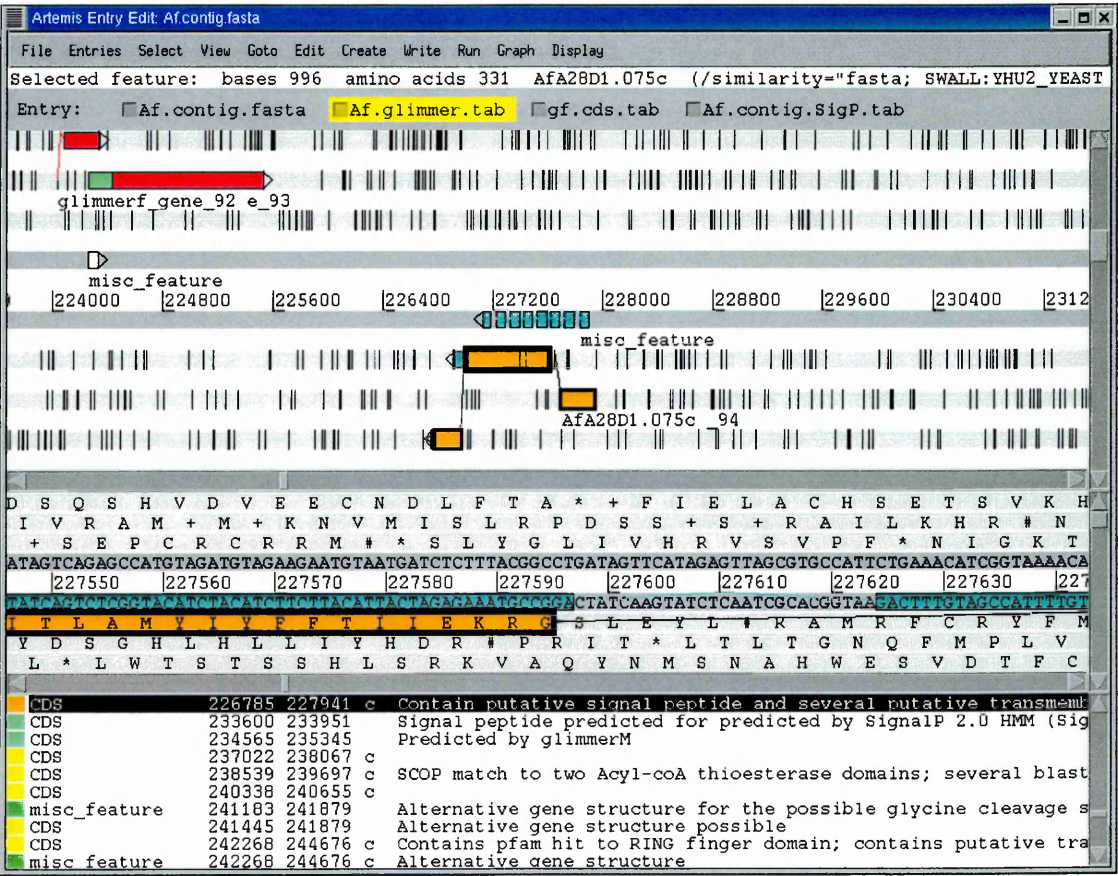 Artemis Entry Edit: Af.contig.fasta
File Entries Select View Goto Edit Create Write Run Graph Display
Selected feature: bases 996 amino acids 331 AfA28D1.075c (/similarity="fasta; SWALL:YHU2_YEAST
Entry: Af.contig.fasta Af.glimmer.tab gf.cds.tab Af.contig.SigP.tab
glimmerf_gene_92 e_93
misc_feature
224000 224800 225600 226400 227200 228000 228800 229600 230400 2312
misc_feature
AfA28D1.075c _94
D S Q S H V D V E E C N D L F T A * + F I E L A C H S E T S V K H
I V R A M + M + K N V M I S L R P D S S + S V R A I L K H R # N
+ S E P C R C R R M # * S L Y G L I V H R V S V P F * N I G K T
ATAGTCAGAGCCATGTAGATGTAGAAGAATGTAATGATCTCTTTACGGCCTGATAGTTCATAGAGTTAGCGTGCCATTCTGAAACATCGGTAAAACA
227550 227560 227570 227580 227590 227600 227610 227620 227630 227
TATCAGTCTCGGTACATCTACATCTTCTTACATTACTAGAGAAATGCCGGACTATCAAGTATCTCAATCGCACGGTAAGACTTTGTAGCCATTTTGT
I T L A M Y I Y F F T I I E K R G S L E Y L # R A M R F C R Y F M
Y D S G H L H L L I Y H D R # P R I T * L T L T G N Q F M P L V
L * L W T S T S S H L S R K V A Q Y N M S N A H W E S V D T F C
CDS 226785 227941 c Contain putative signal peptide and several putative transmemb
CDS 233600 233951 Signal peptide predicted for predicted by SignalP 2.0 HMM (Sig
CDS 234565 235345 Predicted by glimmerM
CDS 237022 238067 c
CDS 238539 239697 c SCOP match to two Acyl-coA thioesterase domains; several blast
CDS 240338 240655 c
misc_feature 241183 241879 Alternative gene structure for the possible glycine cleavage s
CDS 241445 241879 Alternative gene structure possible
CDS 242268 244676 c Contains pfam hit to RING finger domain; contains putative tra
misc_feature 242268 244676 c Alternative gene structure